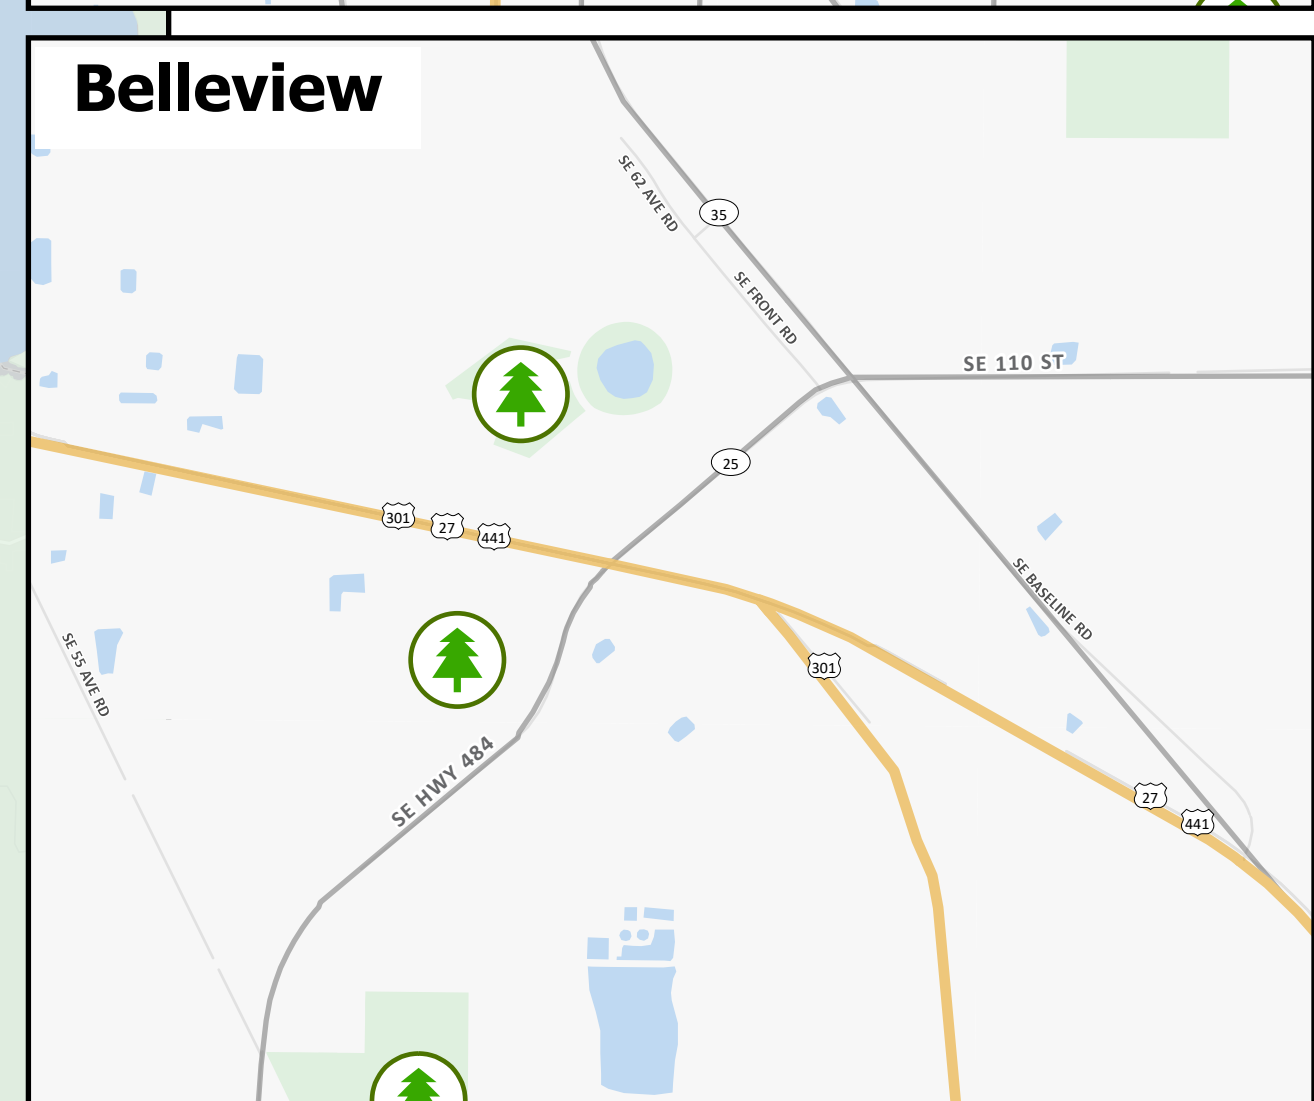 Belleview
SE 62 AVE RD
35
SE FRONT RD
SE 110 ST
25
301
27
441
SE BASELINE RD
SE 55 AVE RD
301
SE HWY 484
27
441